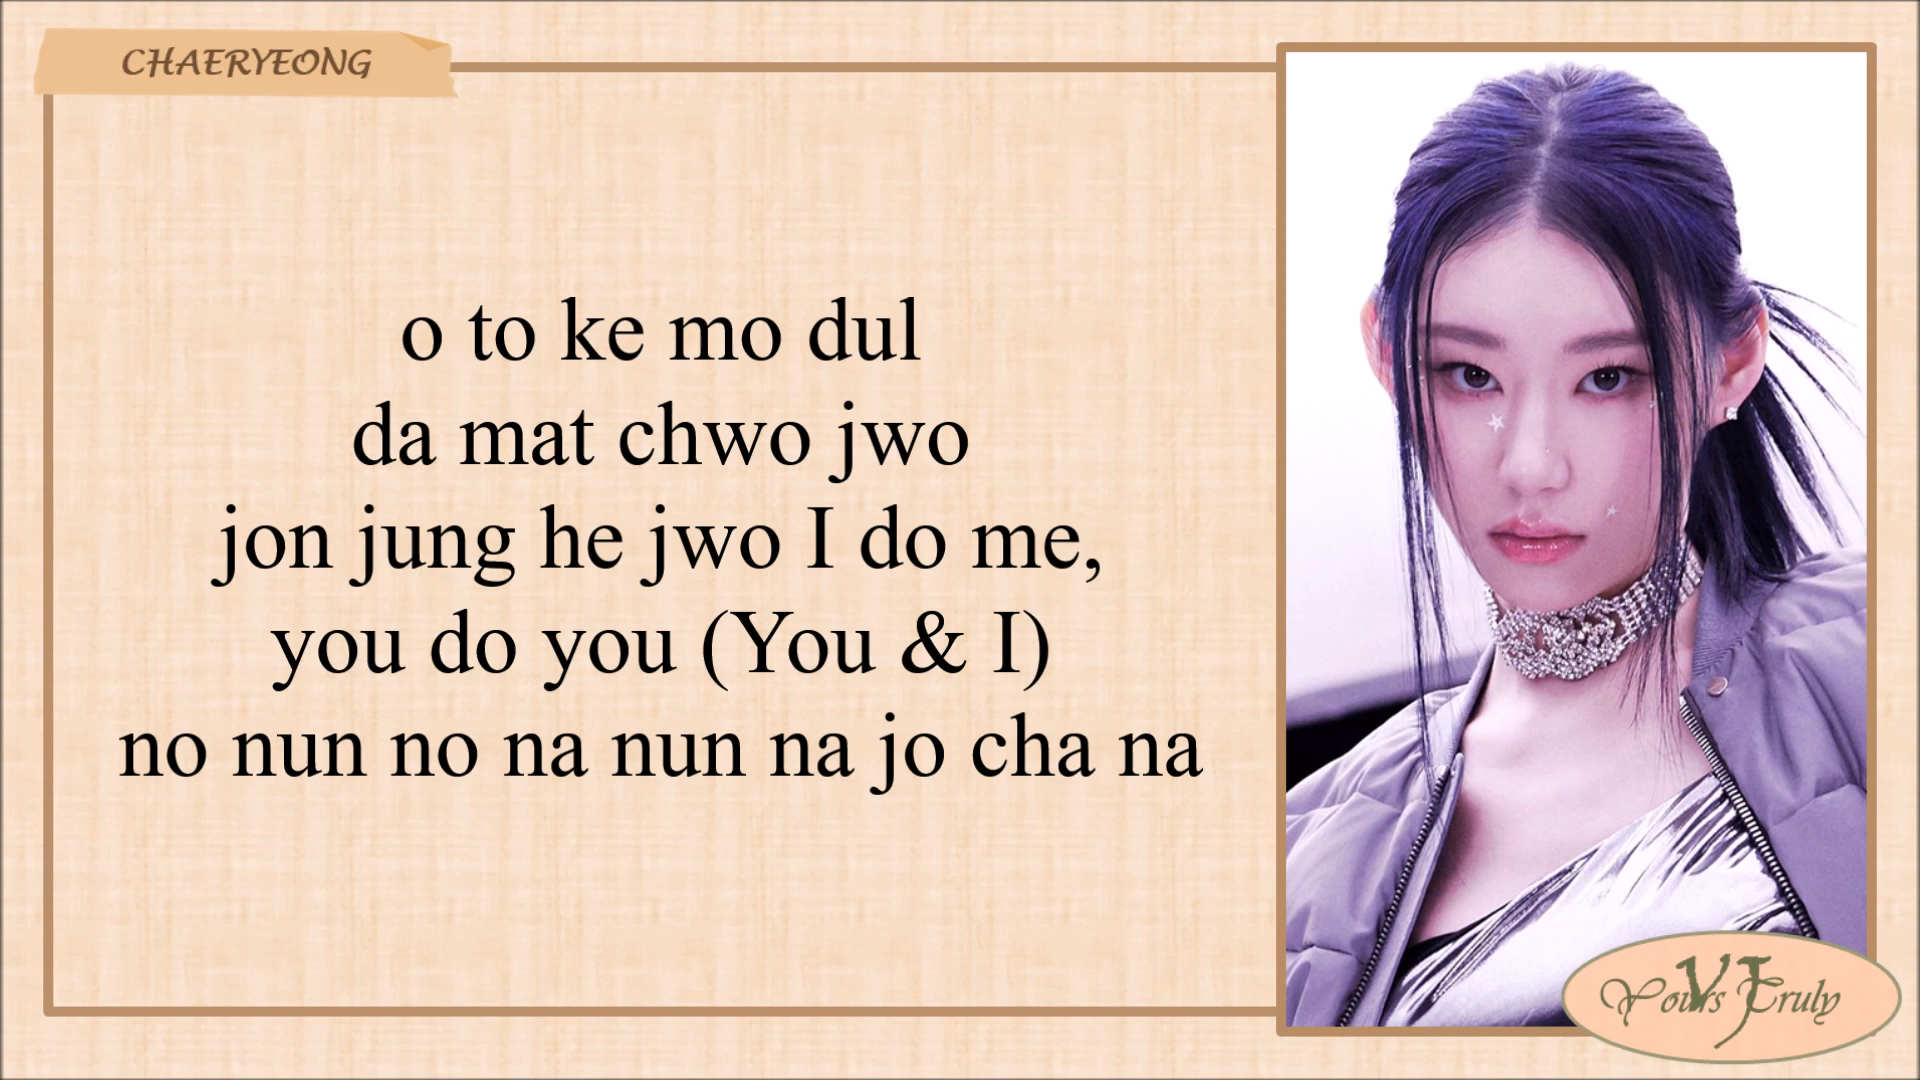 CHAERYEONG
o to ke mo dul
da mat chwo jwo
jon jung he jwo I do me,
you do you (You & I)
no nun no na nun na jo cha na
Yours Truly
VJ